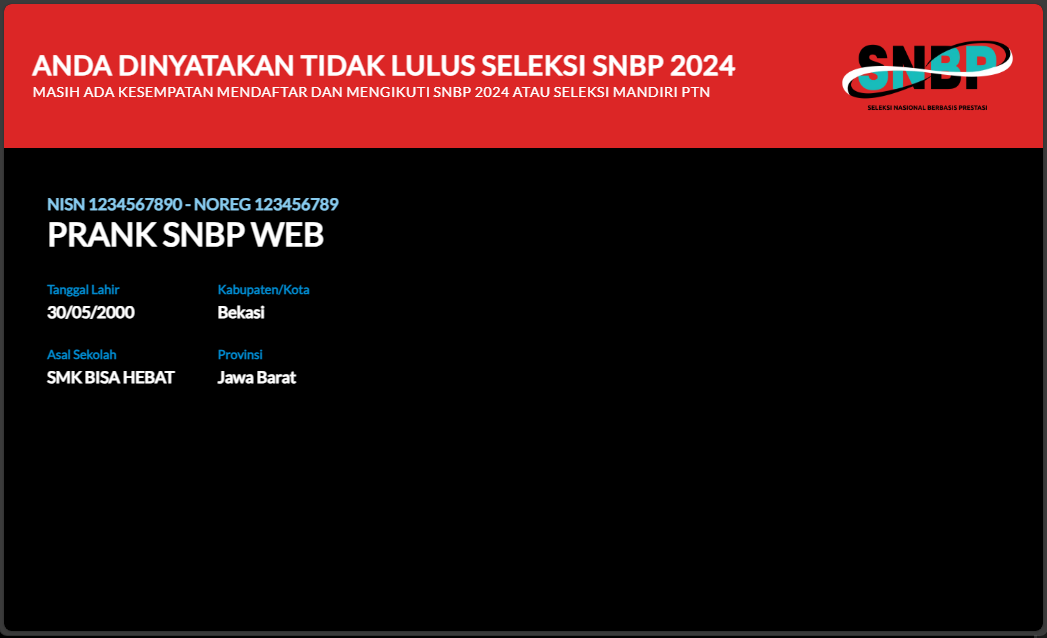 ANDA DINYATAKAN TIDAK LULUS SELEKSI SNBP 2024
MASIH ADA KESEMPATAN MENDAFTAR DAN MENGIKUTI SNBP 2024 ATAU SELEKSI MANDIRI PTN
SNBP
SELEKSI NASIONAL BERBASIS PRESTASI
NISN 1234567890 - NOREG 123456789
PRANK SNBP WEB
Tanggal Lahir Kabupaten/Kota
30/05/2000 Bekasi
Asal Sekolah Provinsi
SMK BISA HEBAT Jawa Barat